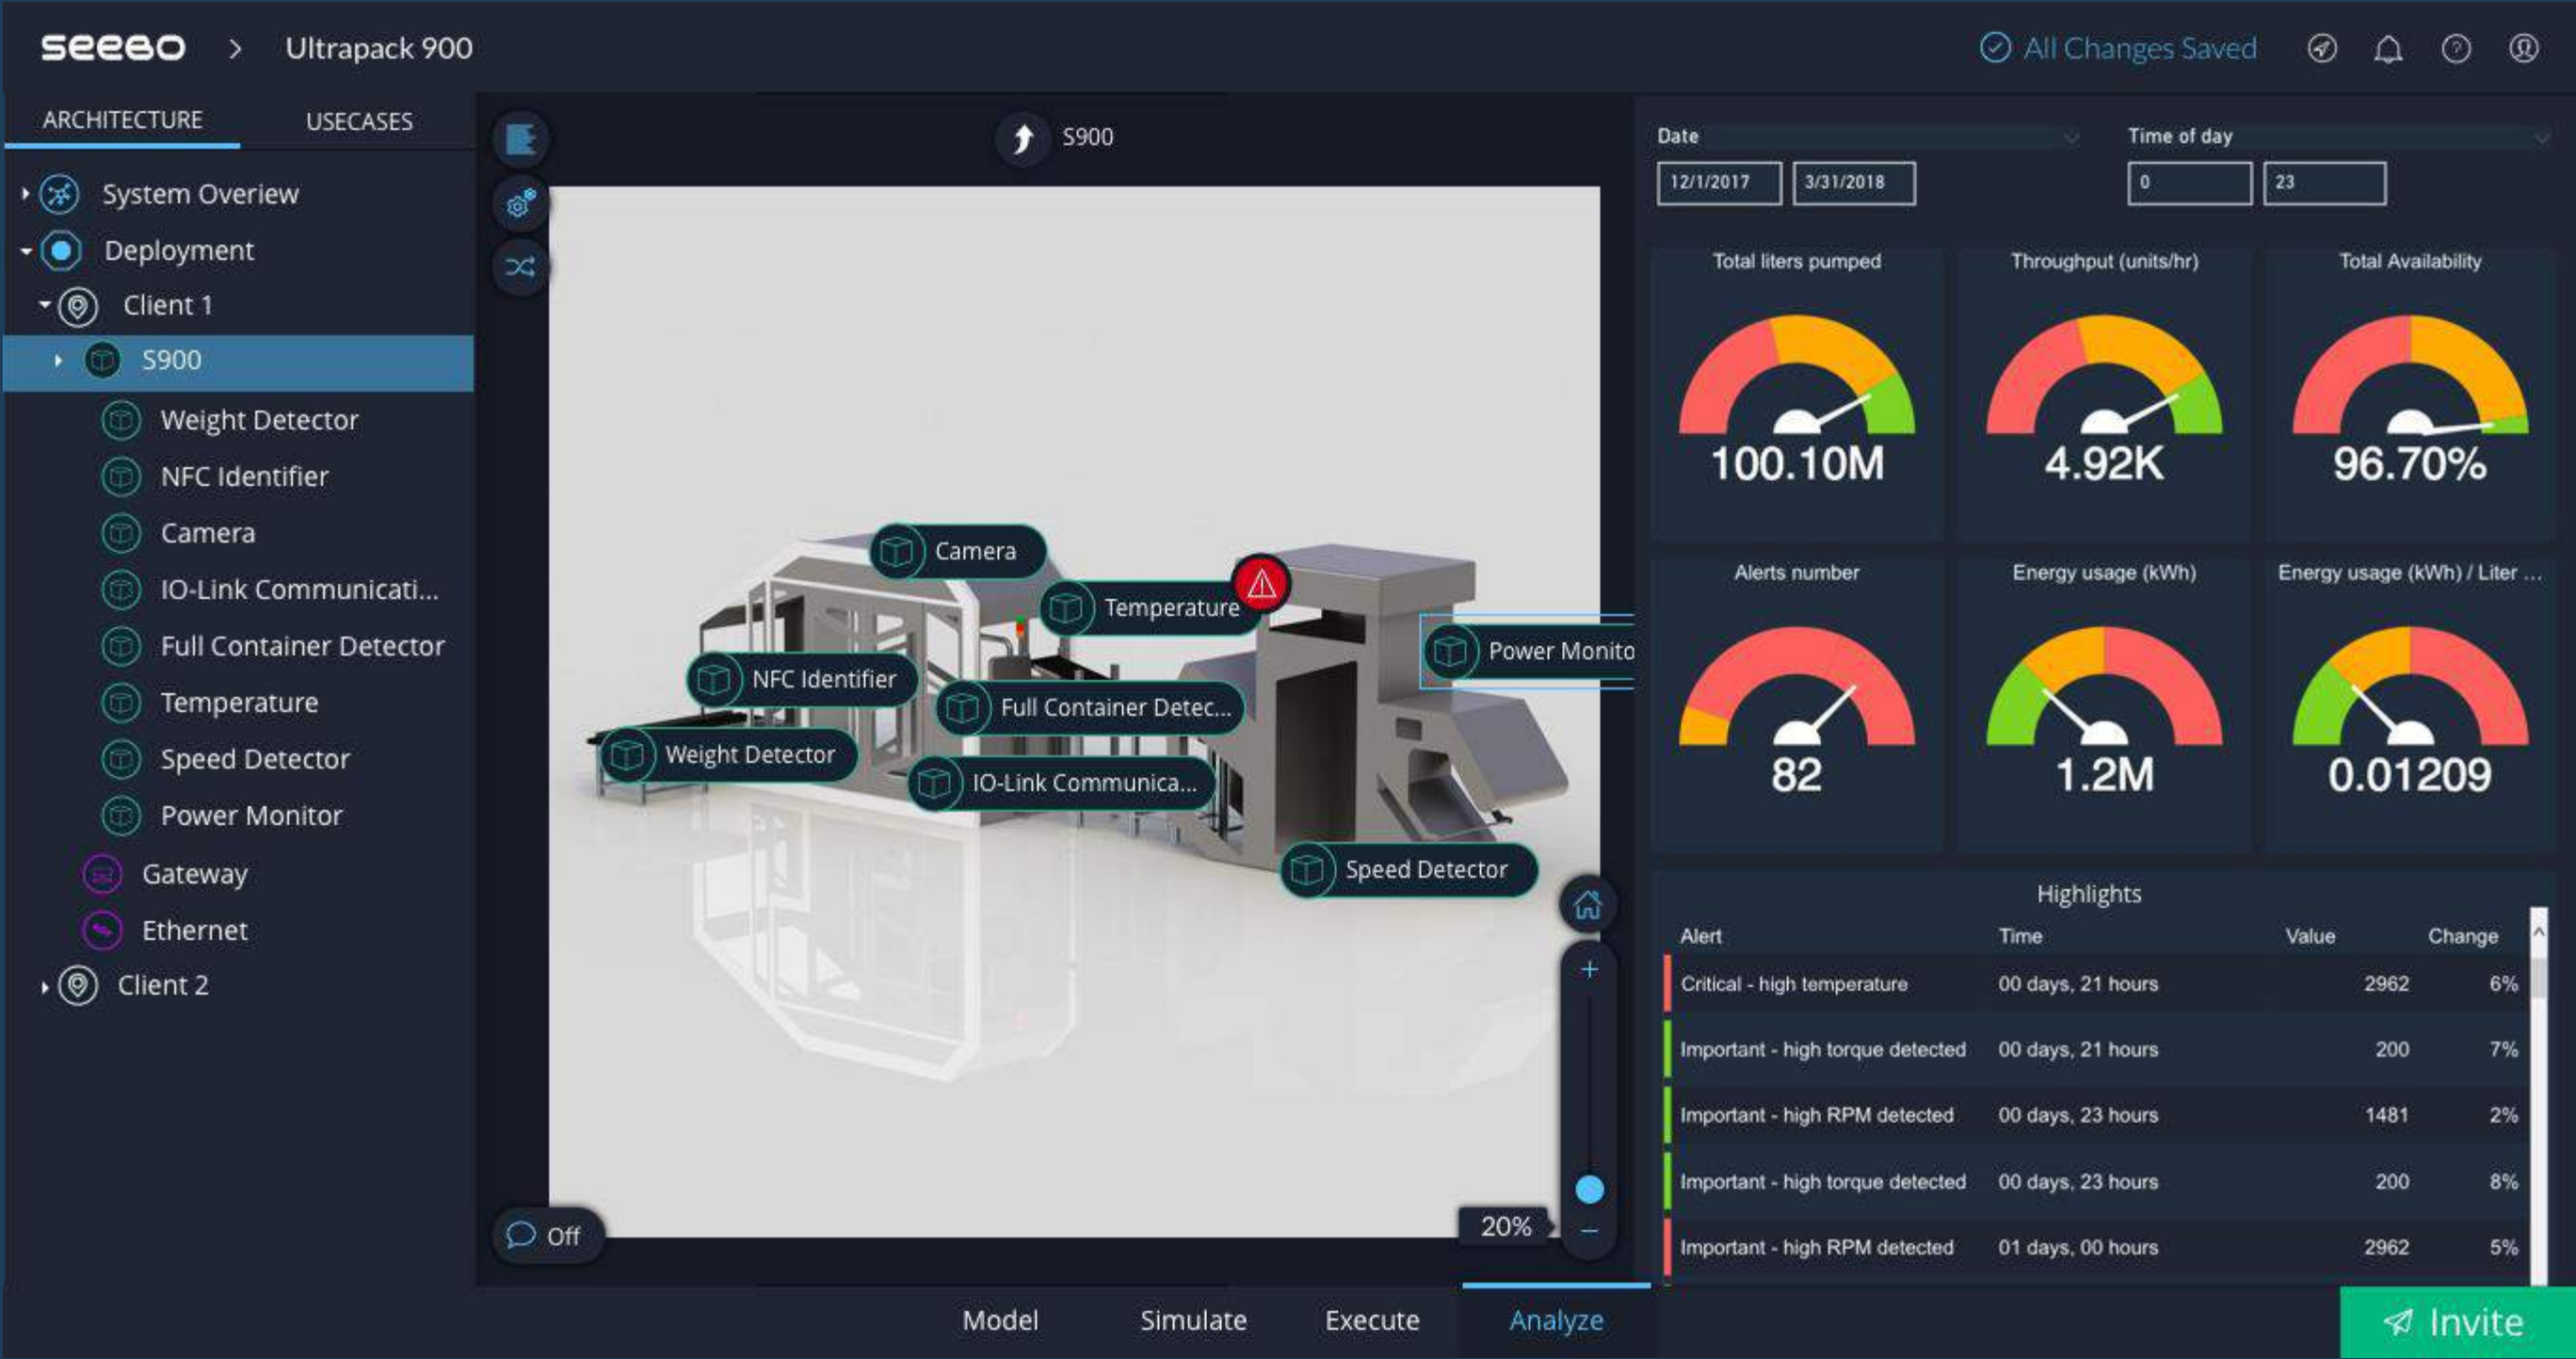 seebo > Ultrapack 900
All Changes Saved
ARCHITECTURE USECASES
System Overiew
Deployment
Client 1
S900
Weight Detector
NFC Identifier
Camera
IO-Link Communicati...
Full Container Detector
Temperature
Speed Detector
Power Monitor
Gateway
Ethernet
Client 2
S900
Camera
Temperature
Power Monito
NFC Identifier
Full Container Detec...
Weight Detector
IO-Link Communica...
Speed Detector
+
20%
−
Off
Date Time of day
12/1/2017 3/31/2018 0 23
Total liters pumped Throughput (units/hr) Total Availability
100.10M 4.92K 96.70%
Alerts number Energy usage (kWh) Energy usage (kWh) / Liter ...
82 1.2M 0.01209
Highlights
Alert Time Value Change
Critical - high temperature 00 days, 21 hours 2962 6%
Important - high torque detected 00 days, 21 hours 200 7%
Important - high RPM detected 00 days, 23 hours 1481 2%
Important - high torque detected 00 days, 23 hours 200 8%
Important - high RPM detected 01 days, 00 hours 2962 5%
Model Simulate Execute Analyze
Invite